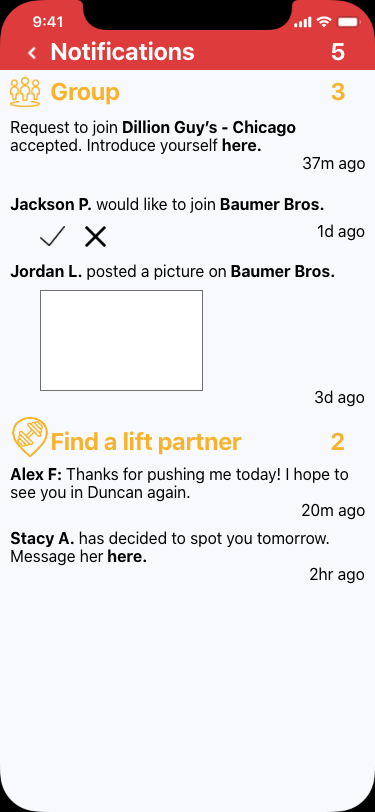 9:41
Notifications 5
Group 3
Request to join Dillion Guy's - Chicago
accepted. Introduce yourself here.
37m ago
Jackson P. would like to join Baumer Bros.
1d ago
Jordan L. posted a picture on Baumer Bros.
3d ago
Find a lift partner 2
Alex F: Thanks for pushing me today! I hope to
see you in Duncan again.
20m ago
Stacy A. has decided to spot you tomorrow.
Message her here.
2hr ago